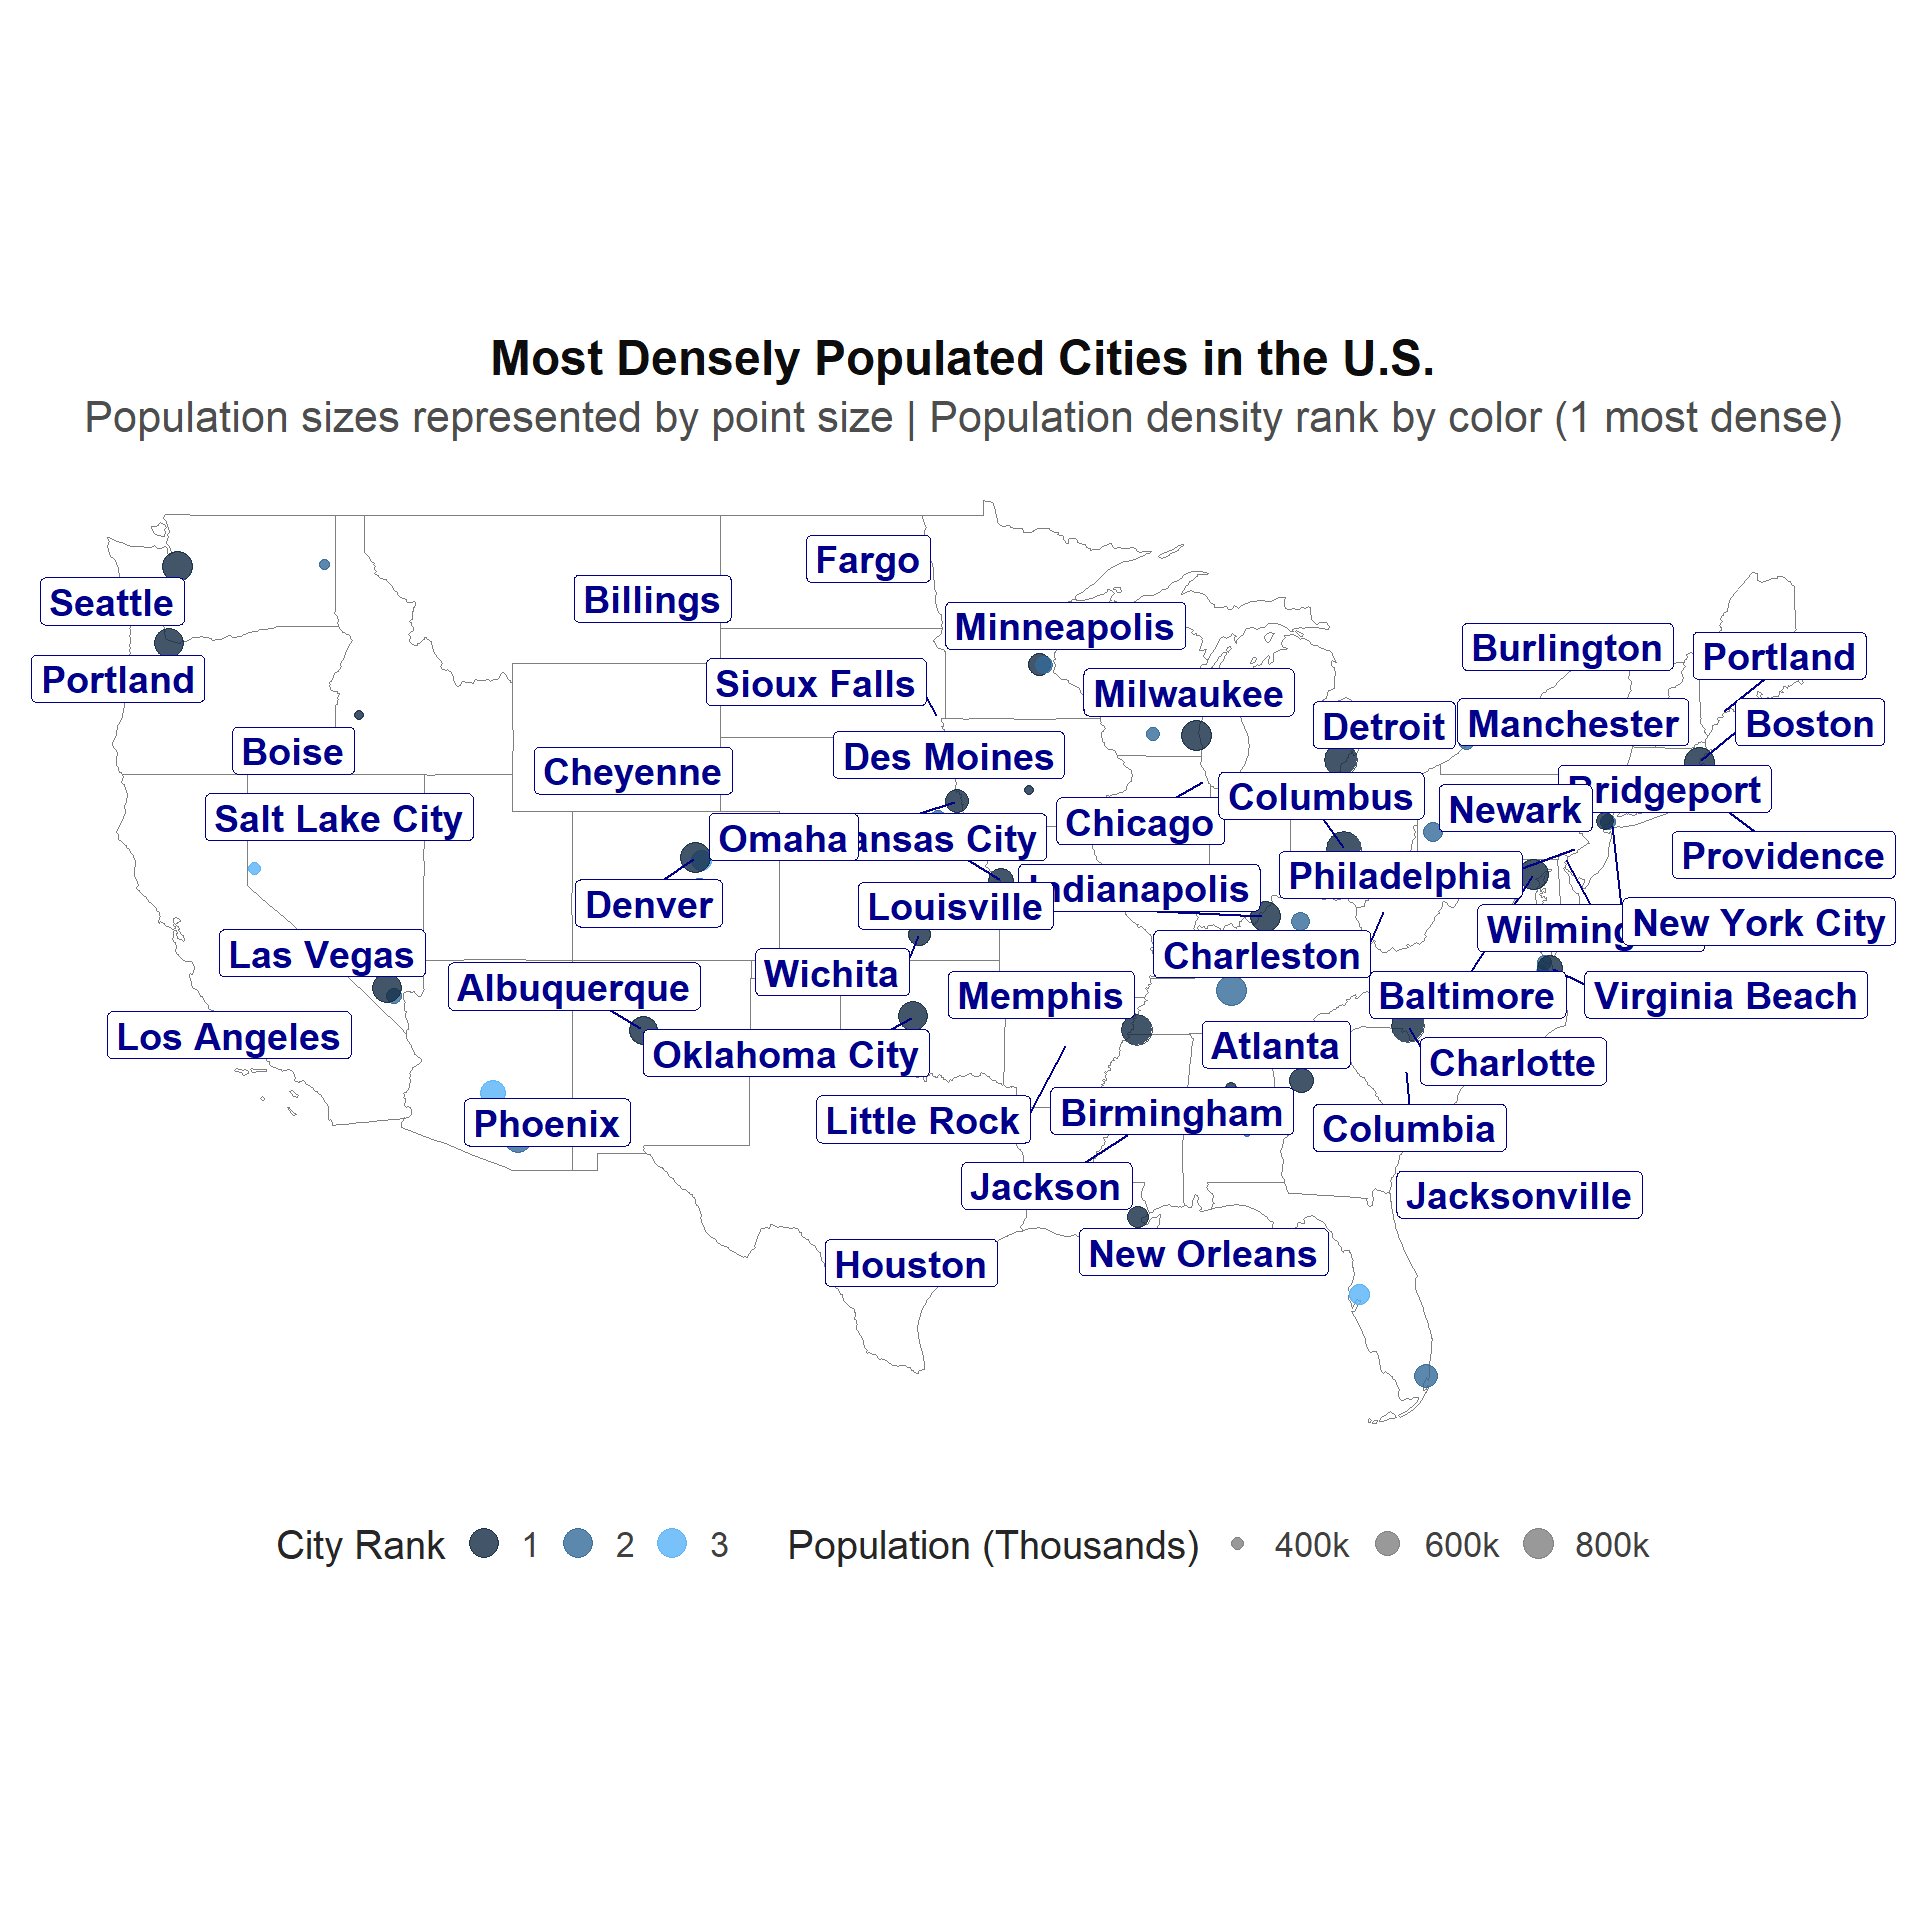 Most Densely Populated Cities in the U.S.
Population sizes represented by point size | Population density rank by color (1 most dense)
Fargo
Billings
Seattle
Minneapolis
Burlington
Portland
Portland
Sioux Falls
Milwaukee
Detroit
Manchester
Boston
Boise
Des Moines
Cheyenne
Salt Lake City
Chicago
Columbus
Newark
ridgeport
Omaha
ansas City
Providence
Philadelphia
Denver
Louisville
ndianapolis
New York City
Wilming
Las Vegas
Charleston
Wichita
Albuquerque
Memphis
Baltimore
Virginia Beach
Los Angeles
Oklahoma City
Atlanta
Charlotte
Phoenix
Little Rock
Birmingham
Columbia
Jackson
Jacksonville
Houston
New Orleans
City Rank 1 2 3 Population (Thousands) 400k 600k 800k